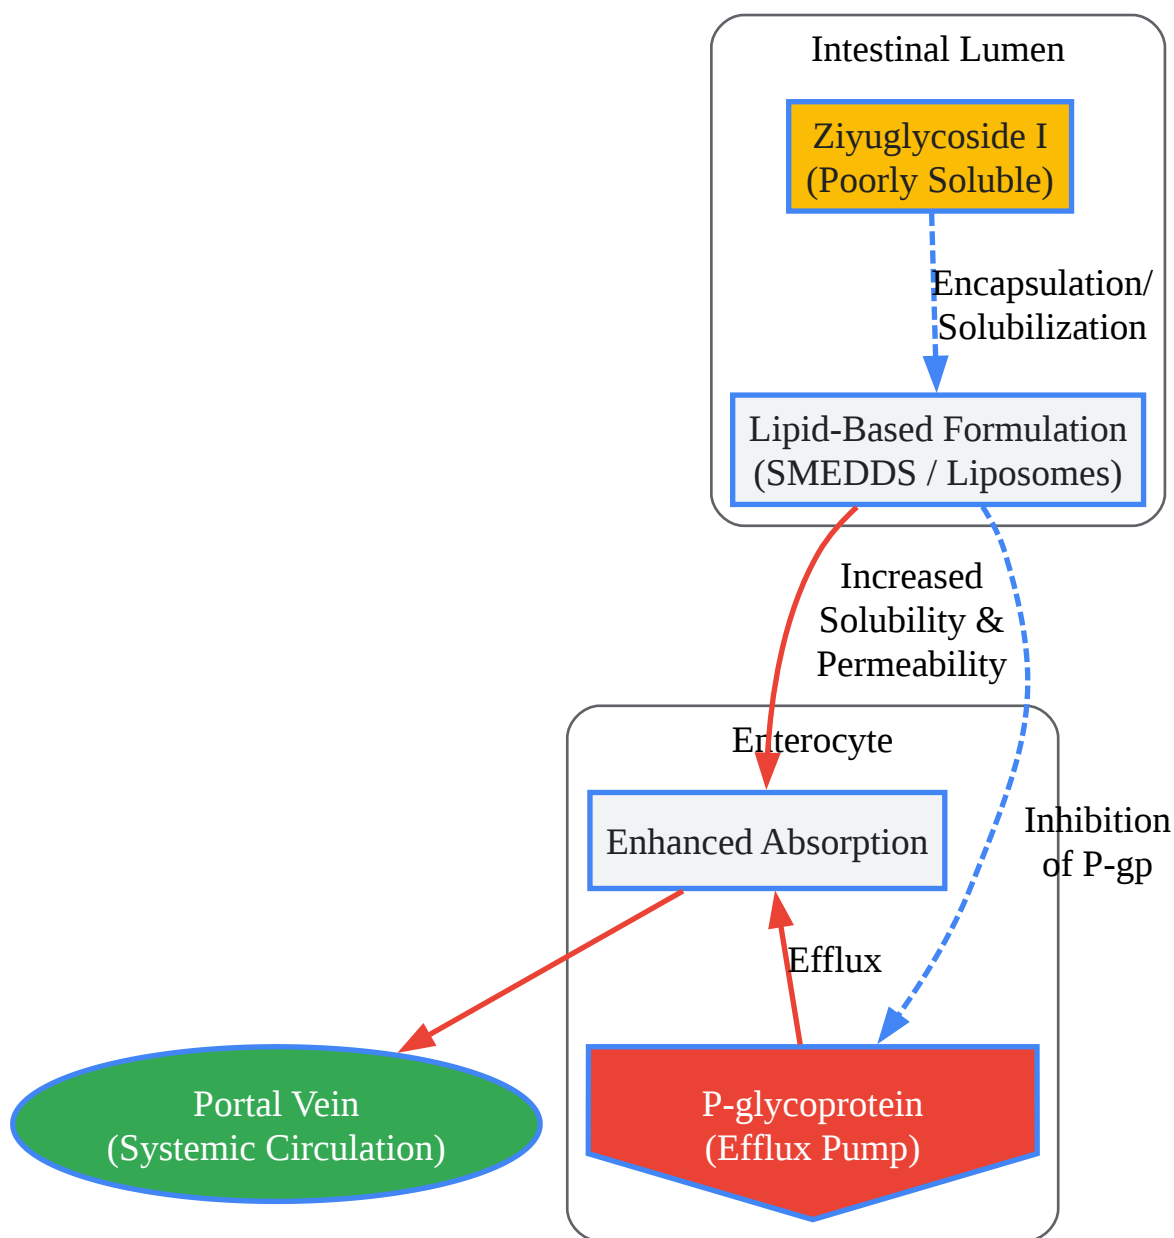 Intestinal Lumen
Ziyuglycoside I
(Poorly Soluble)
Encapsulation/
Solubilization
Lipid-Based Formulation
(SMEDDS / Liposomes)
Increased
Solubility &
Permeability
Enterocyte
Enhanced Absorption
Inhibition
of P-gp
Efflux
Portal Vein
(Systemic Circulation)
P-glycoprotein
(Efflux Pump)